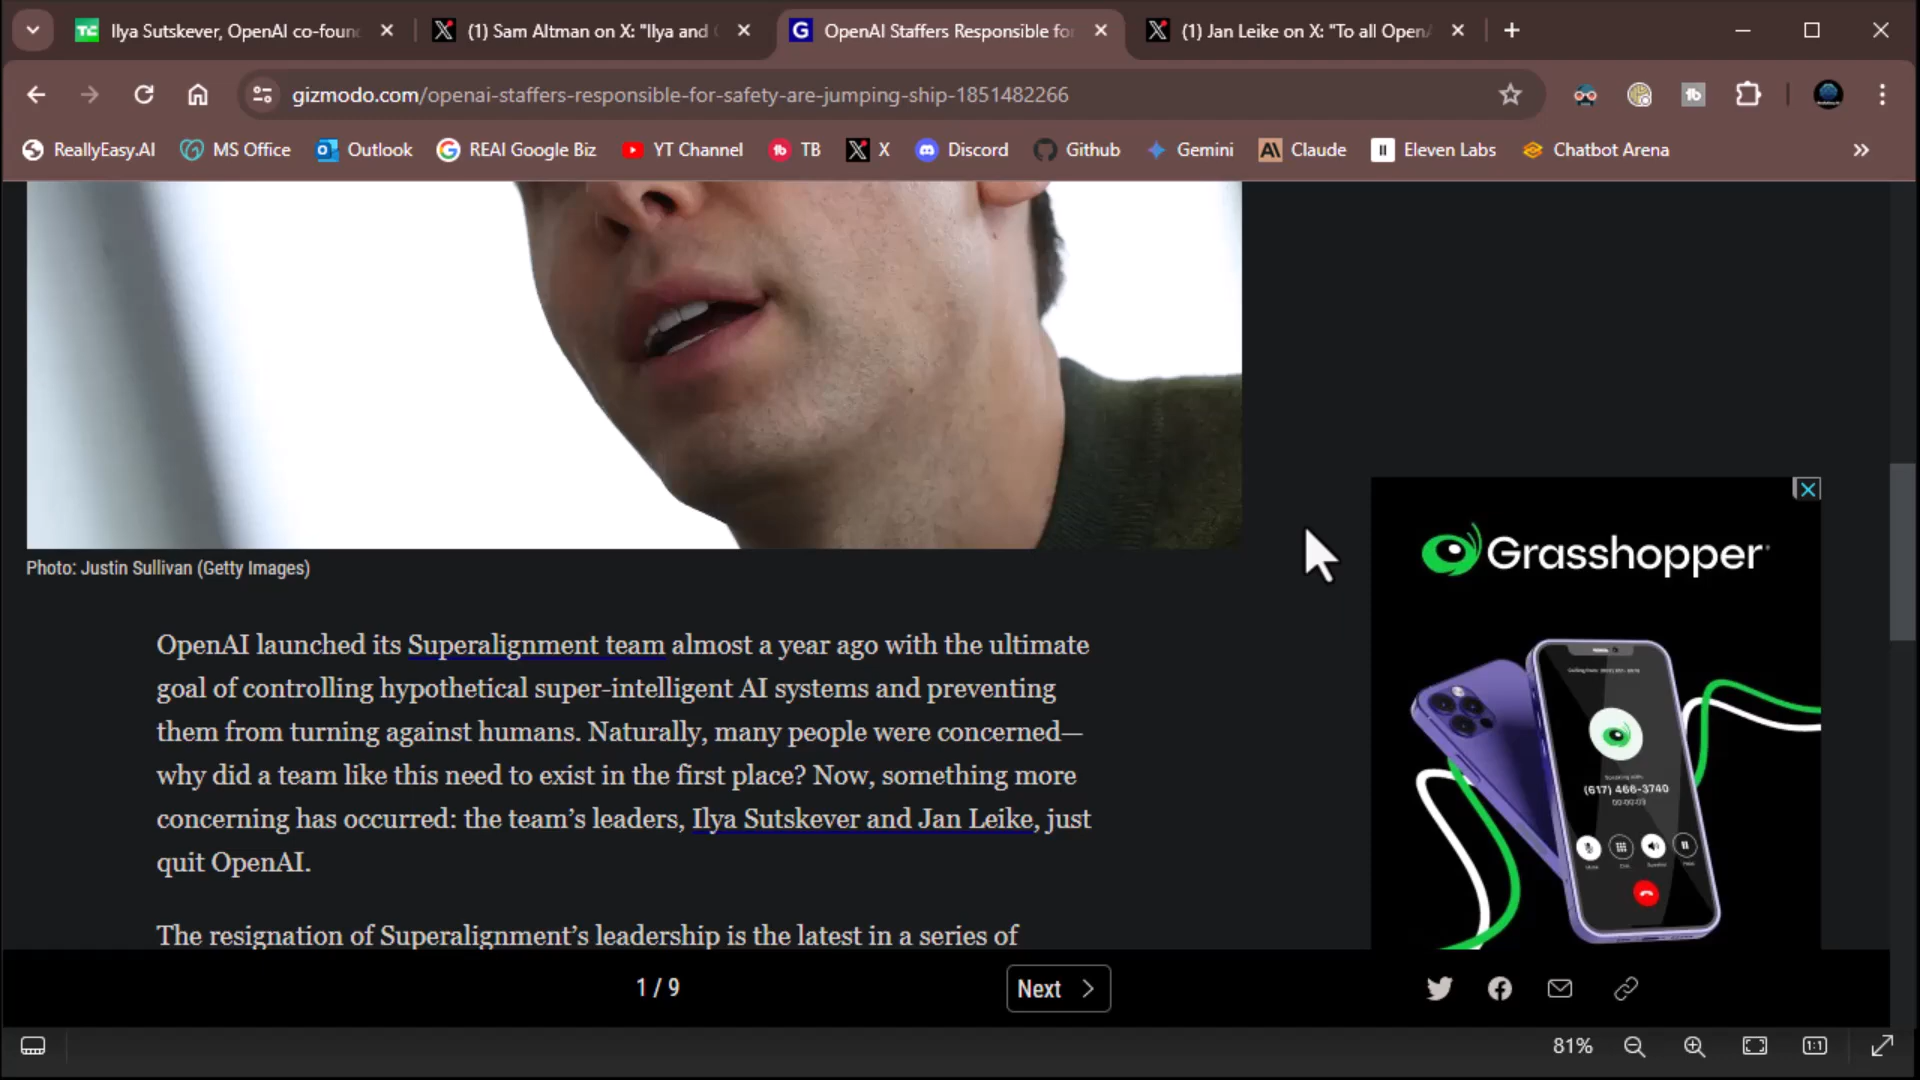 Ilya Sutskever, OpenAI co-foun
(1) Sam Altman on X: "Ilya and
OpenAI Staffers Responsible fo
(1) Jan Leike on X: "To all OpenA
gizmodo.com/openai-staffers-responsible-for-safety-are-jumping-ship-1851482266
ReallyEasy.AI
MS Office
Outlook
REAI Google Biz
YT Channel
TB
X
Discord
Github
Gemini
Claude
Eleven Labs
Chatbot Arena
Photo: Justin Sullivan (Getty Images)
OpenAI launched its Superalignment team almost a year ago with the ultimate
goal of controlling hypothetical super-intelligent AI systems and preventing
them from turning against humans. Naturally, many people were concerned—
why did a team like this need to exist in the first place? Now, something more
concerning has occurred: the team’s leaders, Ilya Sutskever and Jan Leike, just
quit OpenAI.
The resignation of Superalignment’s leadership is the latest in a series of
Grasshopper
(617) 466-3740
1 / 9
Next
81%
1:1